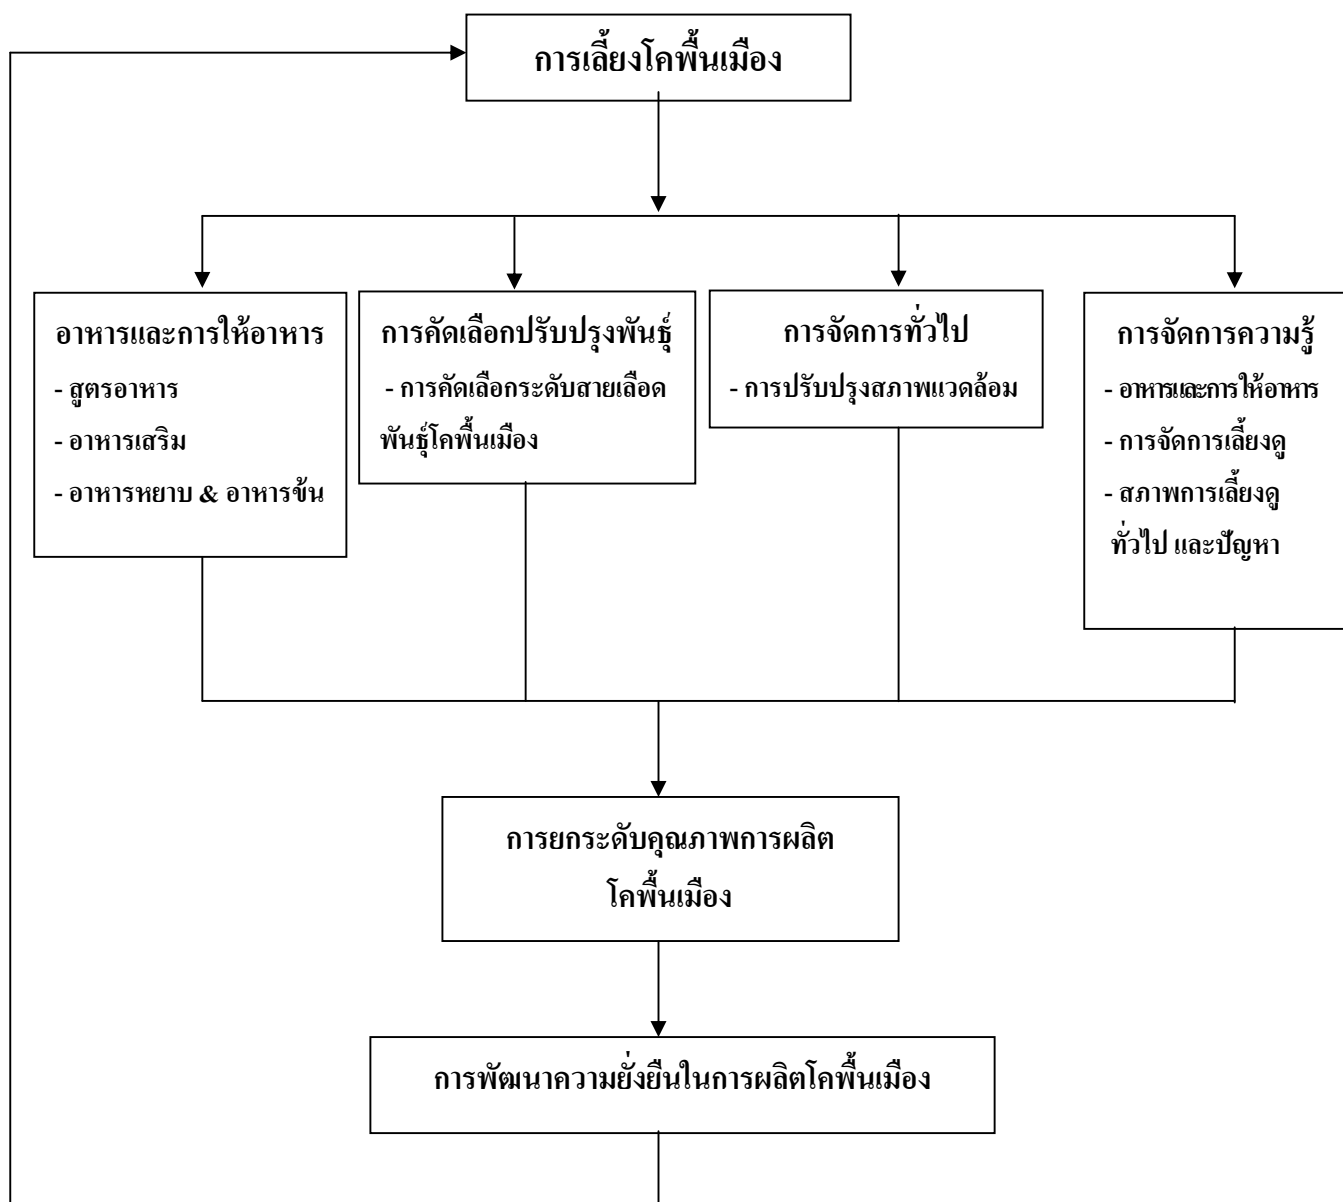 การเลี้ยงโคพื้นเมือง
อาหารและการให้อาหาร
- สูตรอาหาร
- อาหารเสริม
- อาหารหยาบ & อาหารข้น
การคัดเลือกปรับปรุงพันธุ์
- การคัดเลือกระดับสายเลือด
พันธุ์โคพื้นเมือง
การจัดการทั่วไป
- การปรับปรุงสภาพแวดล้อม
การจัดการความรู้
- อาหารและการให้อาหาร
- การจัดการเลี้ยงดู
- สภาพการเลี้ยงดู
ทั่วไป และปัญหา
การยกระดับคุณภาพการผลิต
โคพื้นเมือง
การพัฒนาความยั่งยืนในการผลิตโคพื้นเมือง